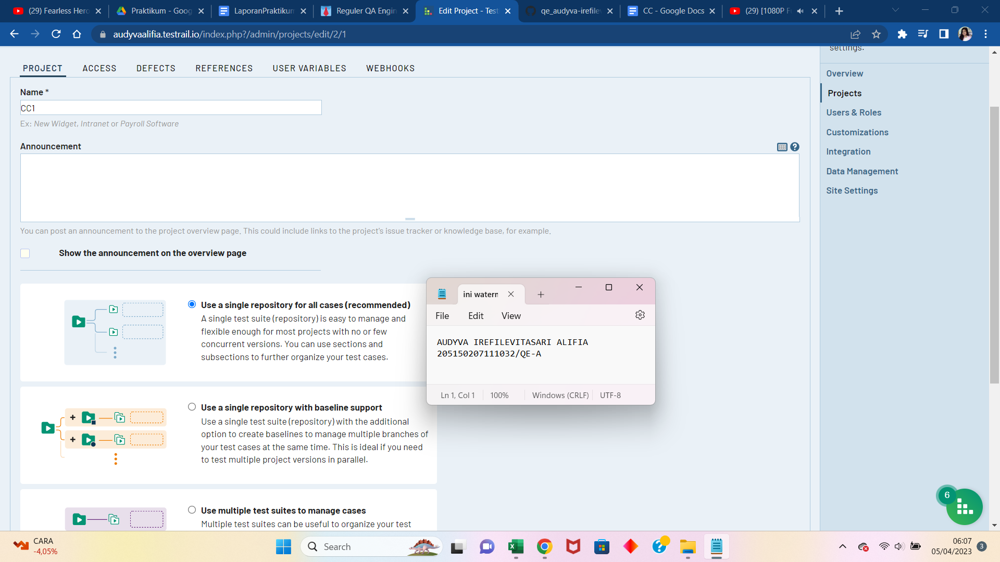 (29) Fearless Hero
Praktikum - Goog
LaporanPraktikum
Reguler QA Engin
Edit Project - Test
qe_audyva-irefilev
CC - Google Docs
(29) [1080P F
audyvaalifia.testrail.io/index.php?/admin/projects/edit/2/1
settings.
PROJECT ACCESS DEFECTS REFERENCES USER VARIABLES WEBHOOKS
Name *
CC1
Ex: New Widget, Intranet or Payroll Software
Announcement
You can post an announcement to the project overview page. This could include links to the project's issue tracker or knowledge base, for example.
Show the announcement on the overview page
Use a single repository for all cases (recommended)
A single test suite (repository) is easy to manage and
flexible enough for most projects with no or few
concurrent versions. You can use sections and
subsections to further organize your test cases.
Use a single repository with baseline support
Use a single test suite (repository) with the additional
option to create baselines to manage multiple branches of
your test cases at the same time. This is ideal if you need
to test multiple project versions in parallel.
Use multiple test suites to manage cases
Multiple test suites can be useful to organize your test
Overview
Projects
Users & Roles
Customizations
Integration
Data Management
Site Settings
ini watern
File Edit View
AUDYVA IREFILEVITASARI ALIFIA
205150207111032/QE-A
Ln 1, Col 1 100% Windows (CRLF) UTF-8
6
CARA
-4,05%
Search
06:07
05/04/2023
3